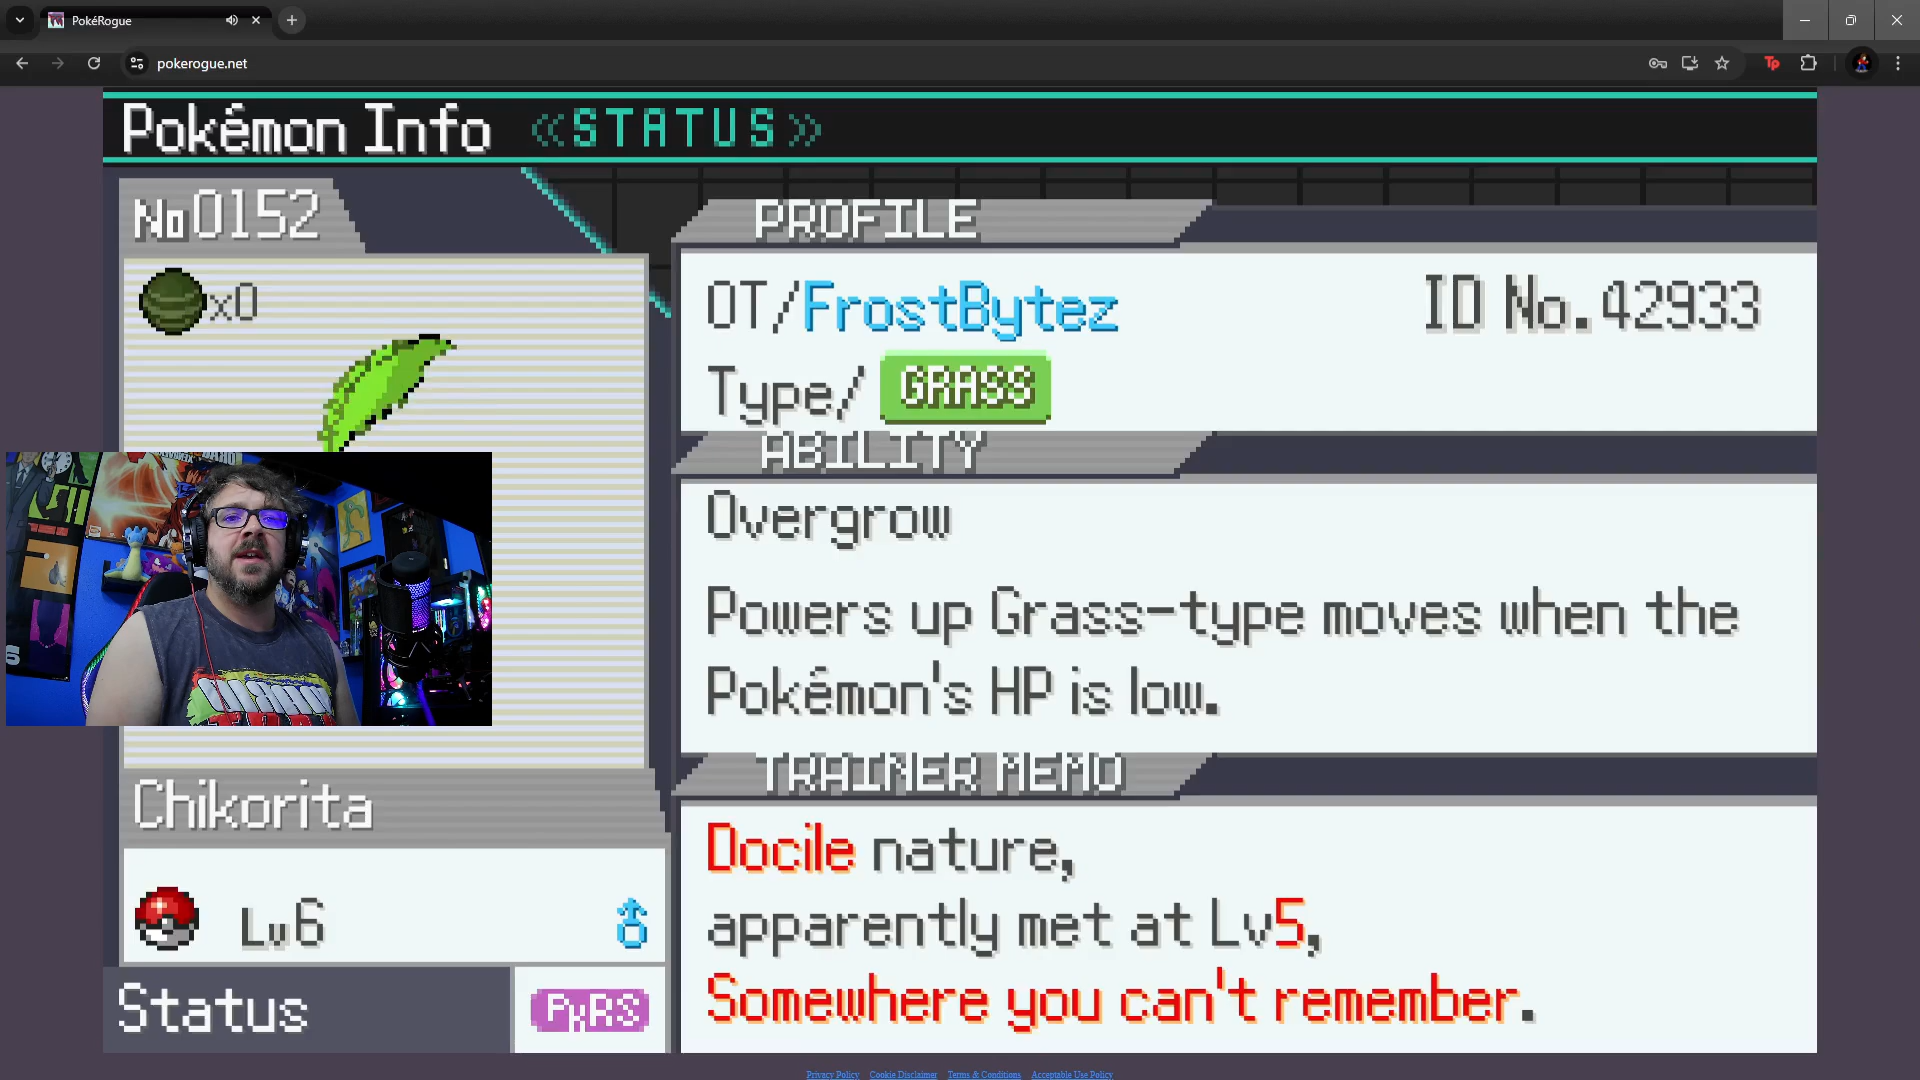 PokéRogue
pokerogue.net
Pokémon Info «STATUS»
No0152
x0
PROFILE
OT/FrostBytez ID No.42933
Type/ GRASS
ABILITY
Overgrow
Powers up Grass-type moves when the
Pokémon's HP is low.
Chikorita
TRAINER MEMO
Docile nature,
apparently met at Lv5,
Somewhere you can't remember.
Lv6
Status
PKRS
Privacy Policy Cookie Disclaimer Terms & Conditions Acceptable Use Policy